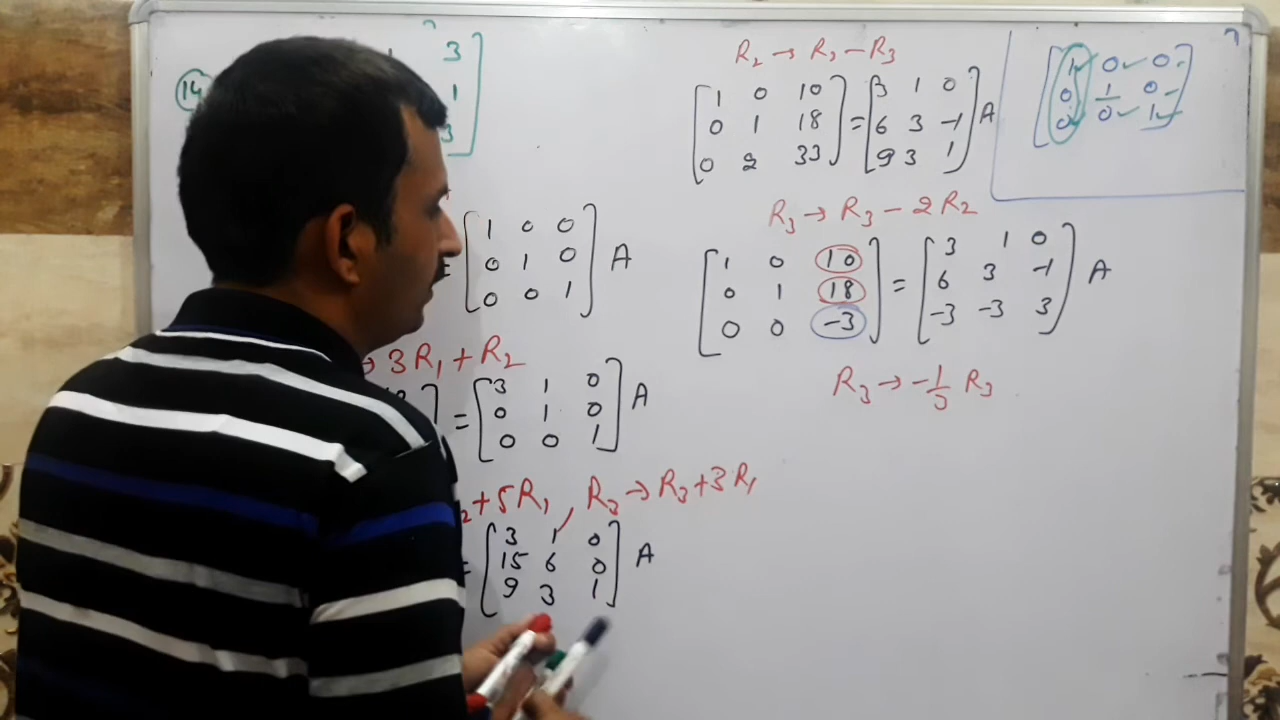 14
3
1
3
1 0 0
0 1 0 A
0 0 1
→ 3R1 + R2
3 1 0
= 0 1 0 A
0 0 1
2 + 5R1 , R3 → R3 + 3R1
3 1 0
= 15 6 0 A
9 3 1
R2 → R2 - R3
1 0 10 3 1 0
0 1 18 = 6 3 -1 A
0 2 33 9 3 1
R3 → R3 - 2R2
1 0 10 3 1 0
0 1 18 = 6 3 -1 A
0 0 -3 -3 -3 3
R3 → -1/3 R3
1 0 0
0 1 0
0 0 1